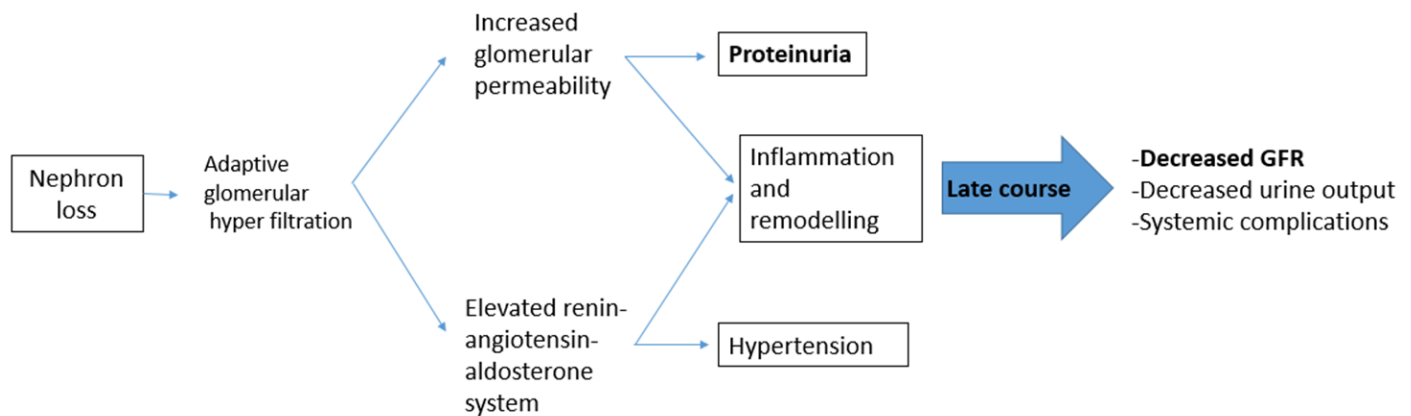 Nephron
loss
Adaptive
glomerular
hyper filtration
Increased
glomerular
permeability
Elevated renin-
angiotensin-
aldosterone
system
Proteinuria
Inflammation
and
remodelling
Hypertension
Late course
-Decreased GFR
-Decreased urine output
-Systemic complications